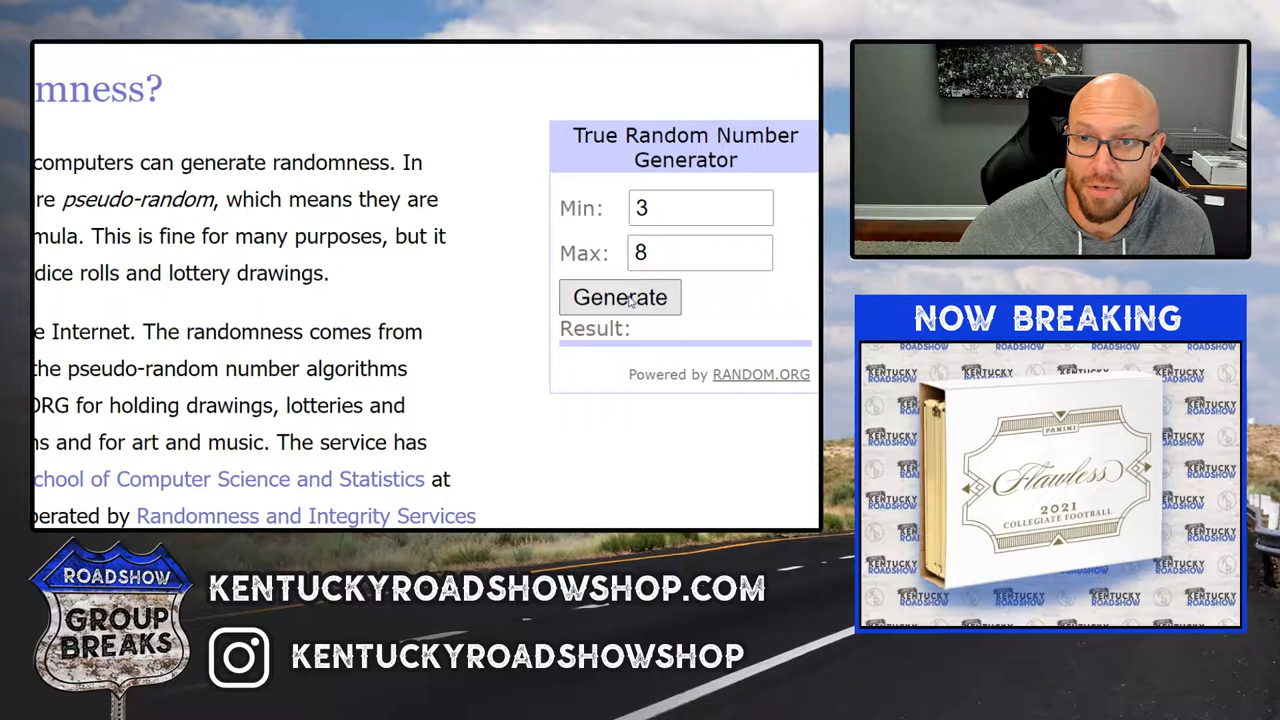 mness?
computers can generate randomness. In
re pseudo-random, which means they are
mula. This is fine for many purposes, but it
dice rolls and lottery drawings.
e Internet. The randomness comes from
the pseudo-random number algorithms
ORG for holding drawings, lotteries and
ns and for art and music. The service has
chool of Computer Science and Statistics at
perated by Randomness and Integrity Services
True Random Number
Generator
Min: 3
Max: 8
Generate
Result:
Powered by RANDOM.ORG
NOW BREAKING
PANINI
Flawless
2021
COLLEGIATE FOOTBALL
KENTUCKY
ROADSHOW
ROADSHOW
GROUP
BREAKS
KENTUCKYROADSHOWSHOP.COM
KENTUCKYROADSHOWSHOP